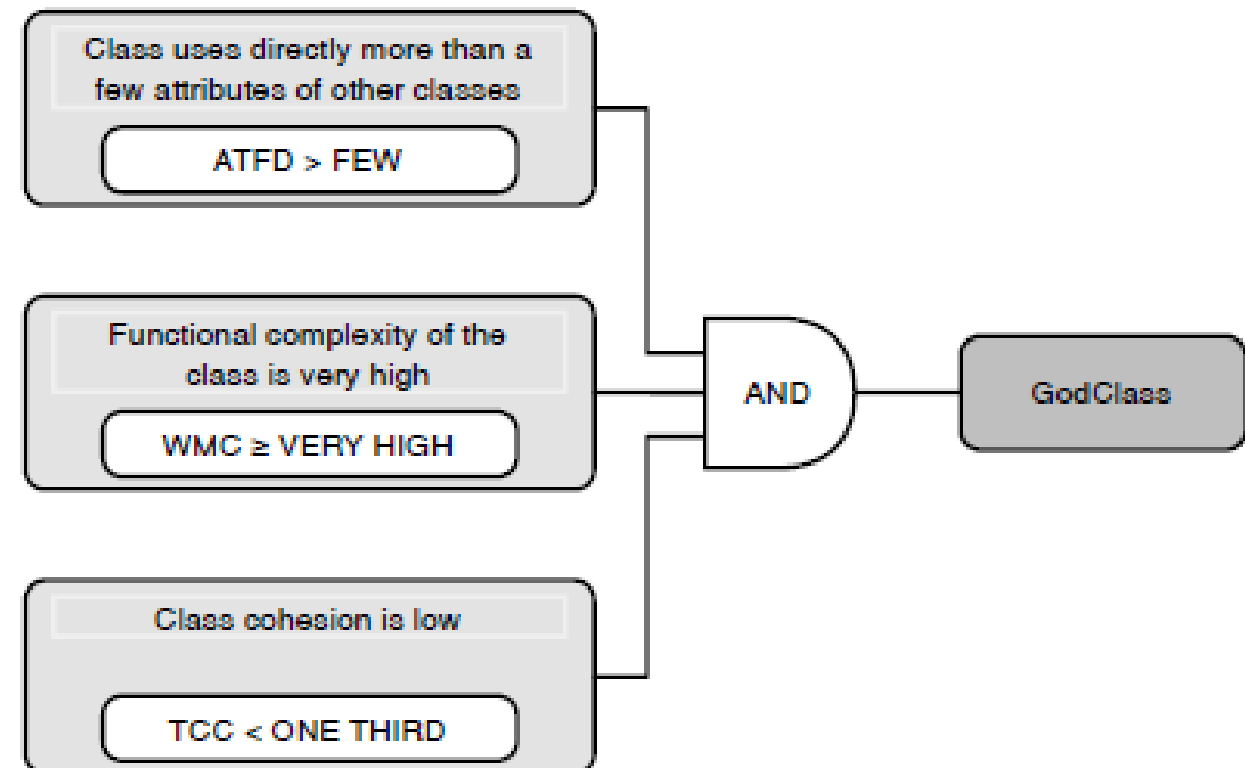 Class uses directly more than a
few attributes of other classes
ATFD > FEW
Functional complexity of the
class is very high
WMC ≥ VERY HIGH
AND
GodClass
Class cohesion is low
TCC < ONE THIRD